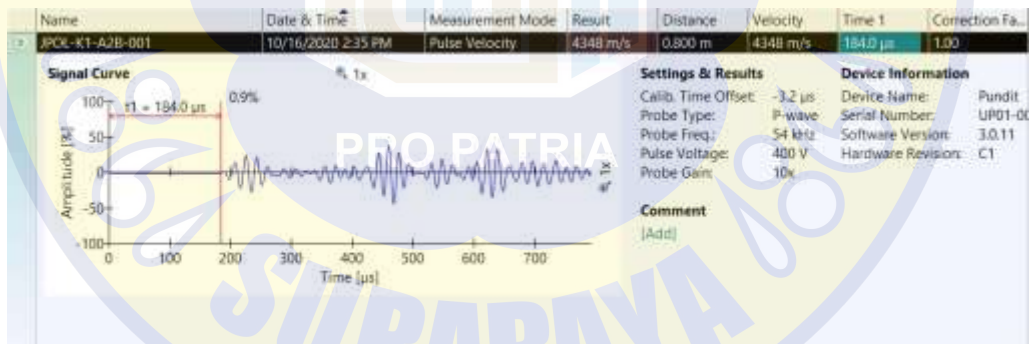 Name Date & Time Measurement Mode Result Distance Velocity Time 1 Correction Fa...
JPOL-K1-A2B-001 10/16/2020 2:35 PM Pulse Velocity 4348 m/s 0.800 m 4348 m/s 184.0 µs 1.00
Signal Curve 1x Settings & Results Device Information
t1 = 184.0 µs 0.9%
Calib. Time Offset: -3.2 µs Device Name: Pundit
Probe Type: P-wave Serial Number: UP01-00
Probe Freq.: 54 kHz Software Version: 3.0.11
Pulse Voltage: 400 V Hardware Revision: C1
Probe Gain: 10x
Comment
[Add]
Amplitude [%]
100
50
0
-50
-100
1x
0 100 200 300 400 500 600 700
Time [µs]
PRO PATRIA
SURABAYA